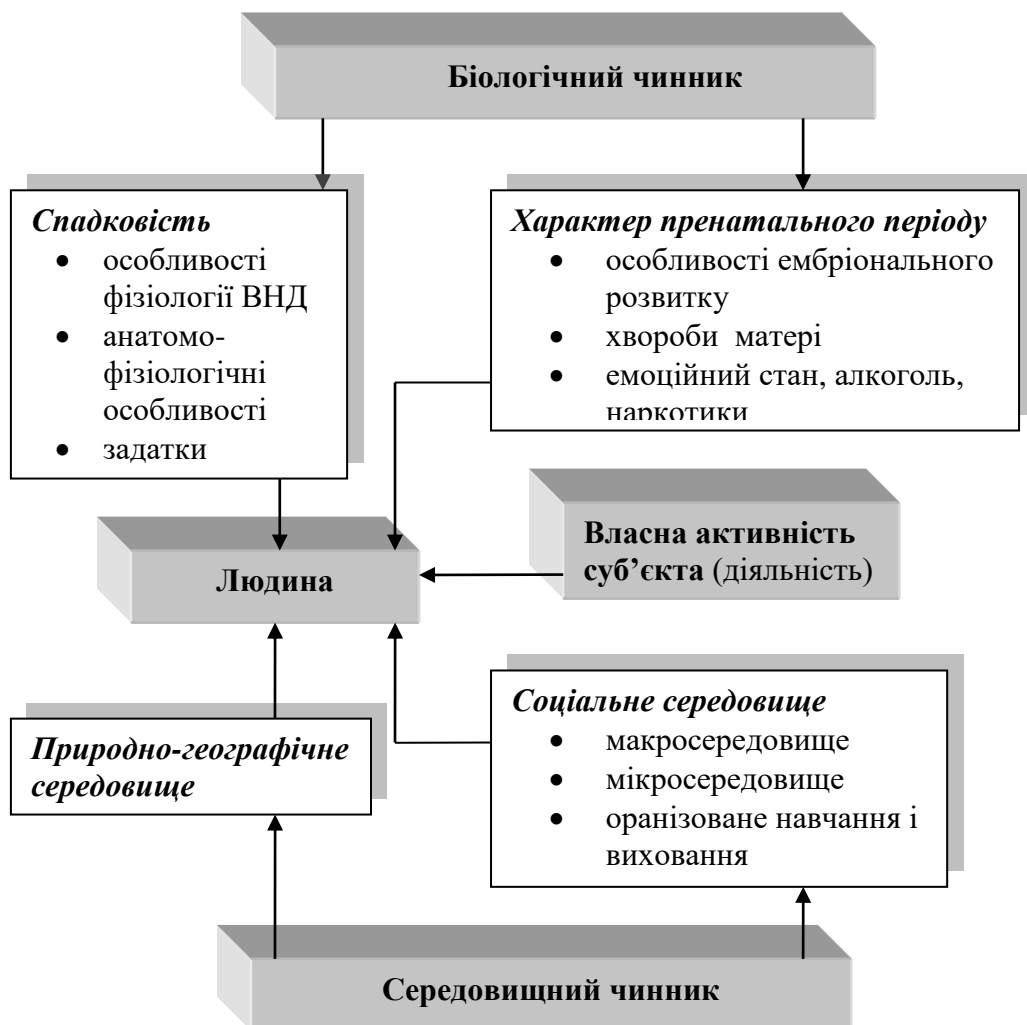 Біологічний чинник
Спадковість
• особливості
фізіології ВНД
• анатомо-
фізіологічні
особливості
• задатки
Характер пренатального періоду
• особливості ембріонального
розвитку
• хвороби матері
• емоційний стан, алкоголь,
наркотики
Власна активність
суб’єкта (діяльність)
Людина
Природно-географічне
середовище
Соціальне середовище
• макросередовище
• мікросередовище
• оранізоване навчання і
виховання
Середовищний чинник